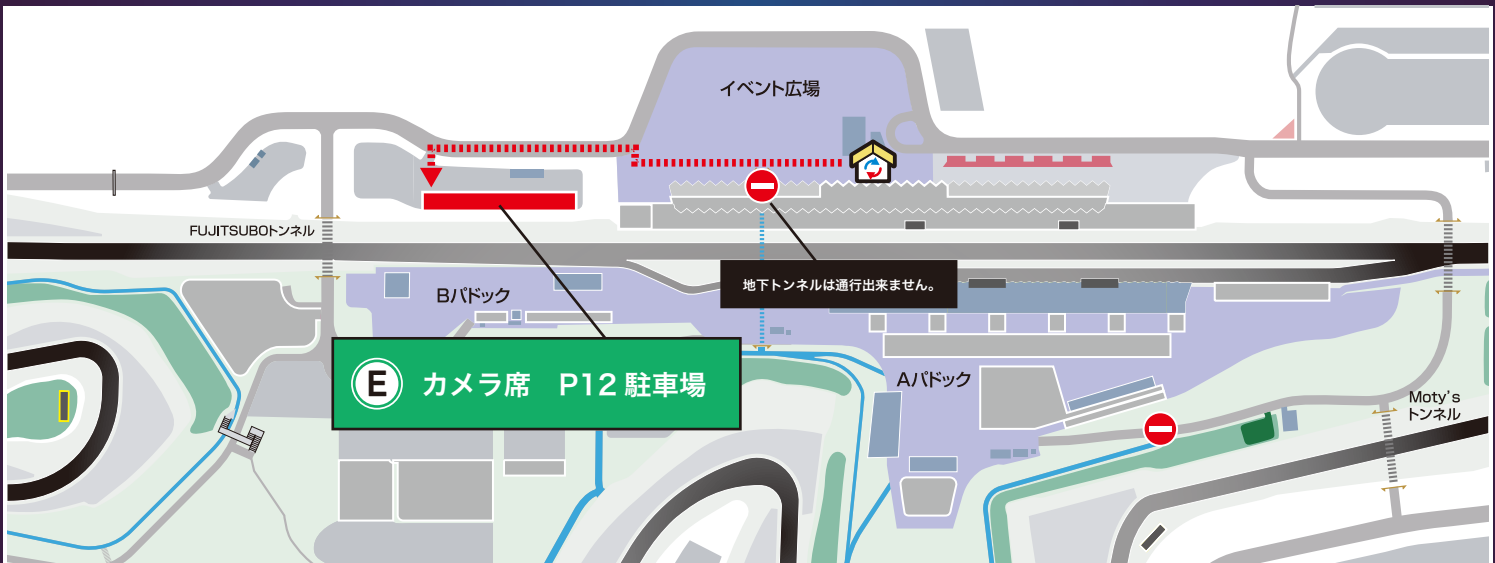 イベント広場
FUJITSUBOトンネル
地下トンネルは通行出来ません。
Bパドック
E カメラ席 P12 駐車場
Aパドック
Moty's
トンネル